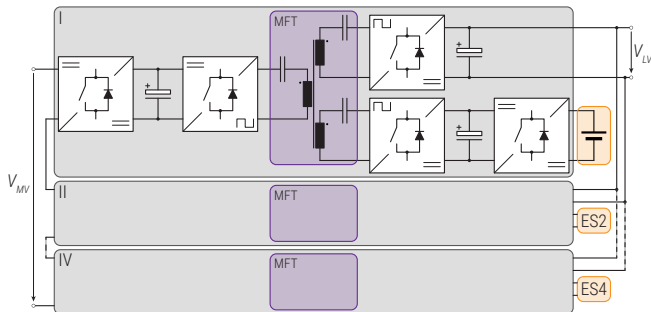 I
MFT
V_LV
+
+
+
V_MV
II
MFT
ES2
IV
MFT
ES4